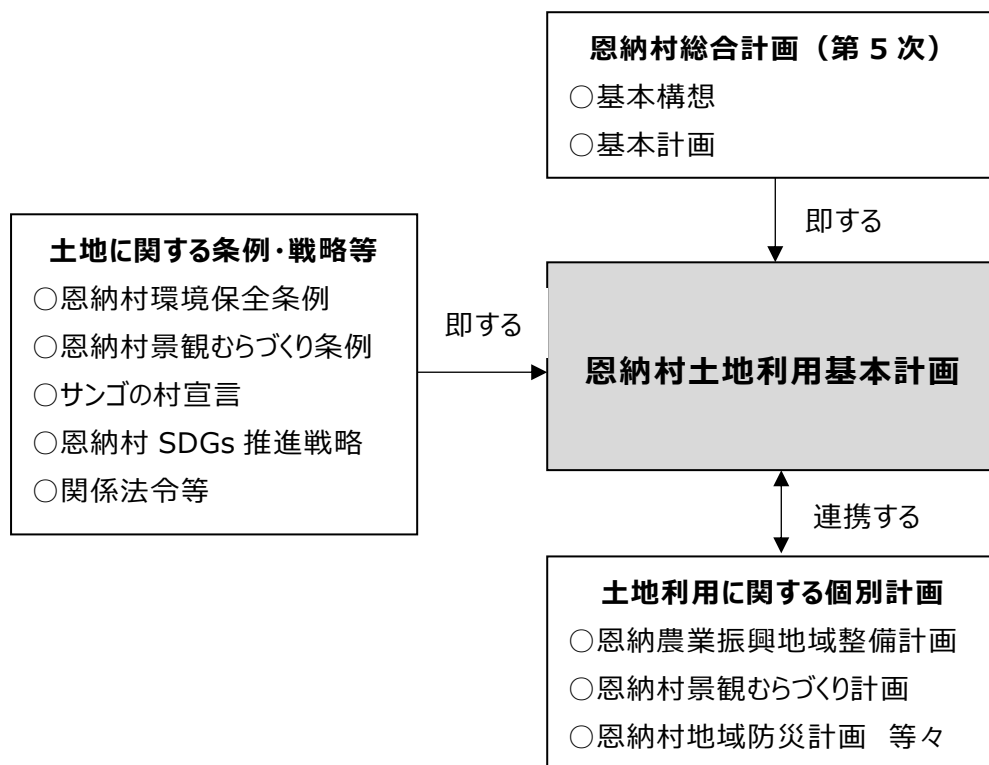 恩納村総合計画（第 5 次）
○基本構想
○基本計画
即する
土地に関する条例・戦略等
○恩納村環境保全条例
○恩納村景観むらづくり条例
○サンゴの村宣言
○恩納村 SDGs 推進戦略
○関係法令等
即する
恩納村土地利用基本計画
連携する
土地利用に関する個別計画
○恩納農業振興地域整備計画
○恩納村景観むらづくり計画
○恩納村地域防災計画　等々